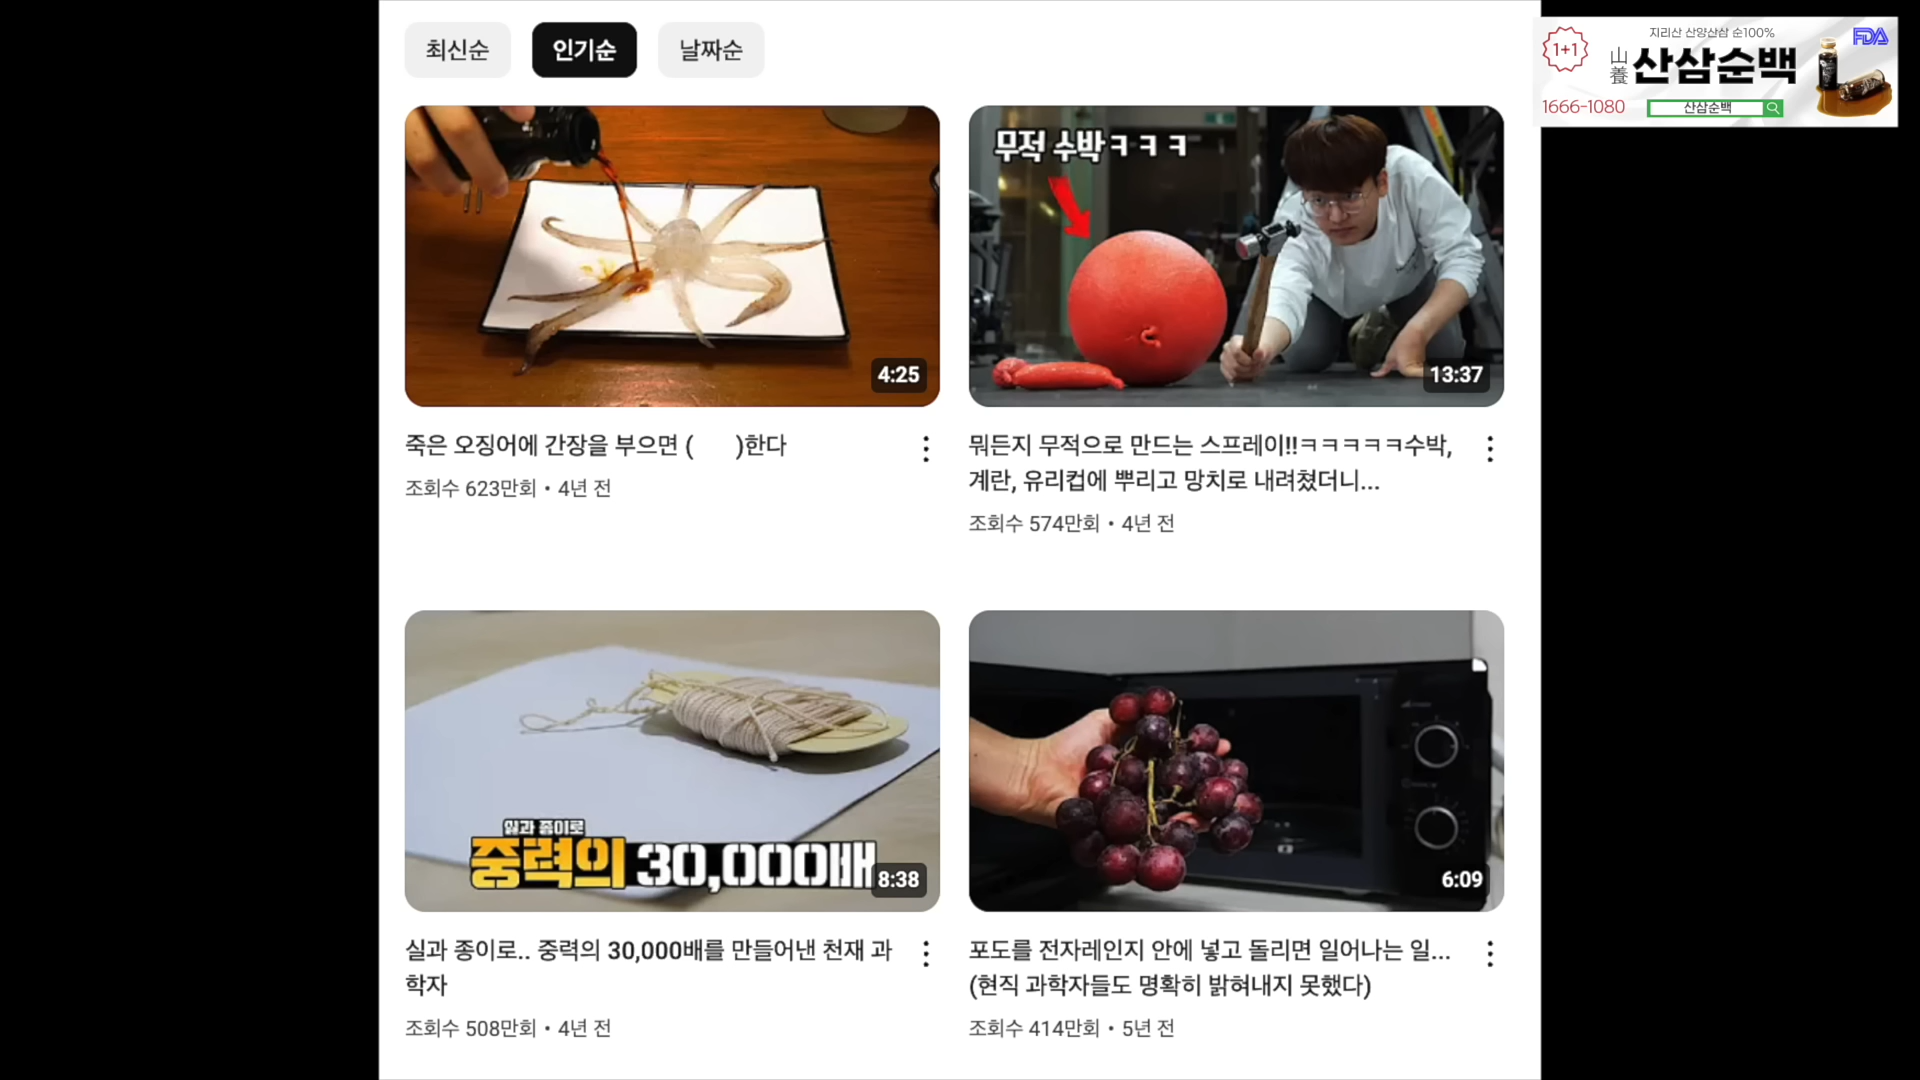 최신순
인기순
날짜순
1+1
지리산 산양산삼 순100%
FDA
山養
산삼순백
1666-1080
산삼순백
무적 수박ㅋㅋㅋ
4:25
13:37
죽은 오징어에 간장을 부으면 ( )한다
조회수 623만회 • 4년 전
뭐든지 무적으로 만드는 스프레이!!ㅋㅋㅋㅋㅋ수박,
계란, 유리컵에 뿌리고 망치로 내려쳤더니...
조회수 574만회 • 4년 전
실과 종이로
중력의 30,000배
8:38
6:09
실과 종이로.. 중력의 30,000배를 만들어낸 천재 과
학자
조회수 508만회 • 4년 전
포도를 전자레인지 안에 넣고 돌리면 일어나는 일...
(현직 과학자들도 명확히 밝혀내지 못했다)
조회수 414만회 • 5년 전